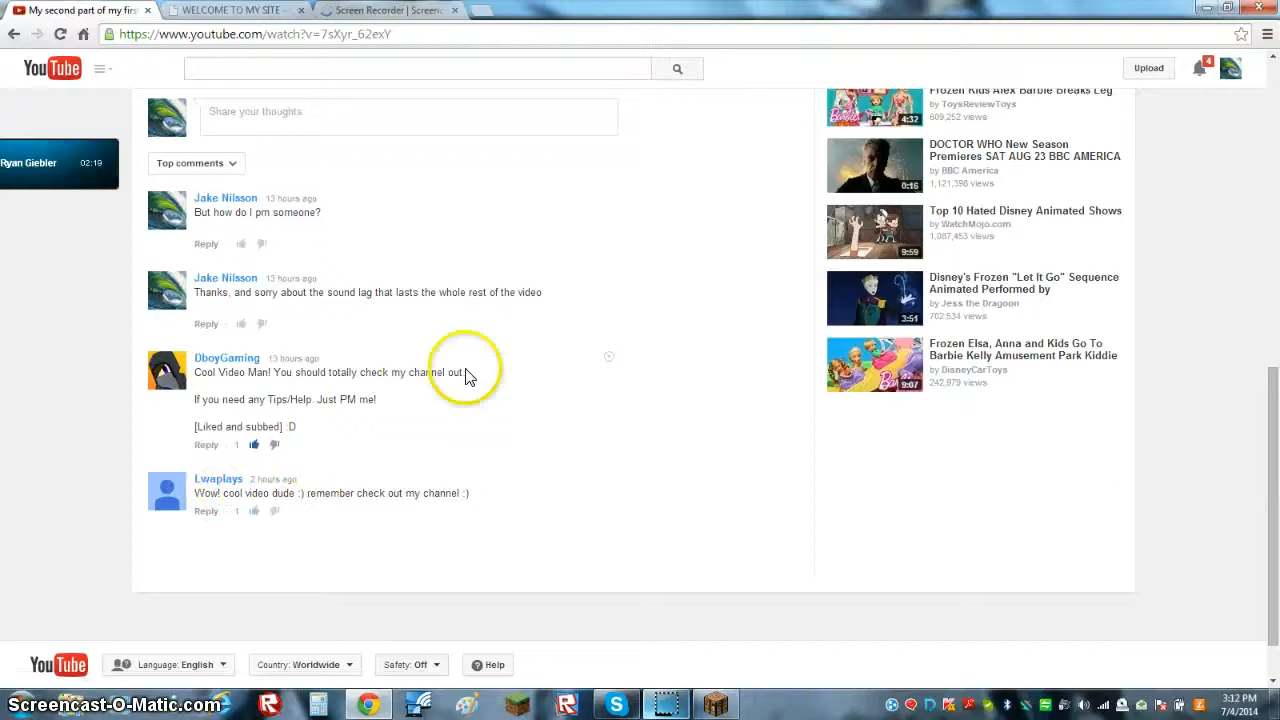 My second part of my firs
WELCOME TO MY SITE -
Screen Recorder | Screenc
https://www.youtube.com/watch?v=7sXyr_62exY
YouTube
Upload
4
Share your thoughts
Top comments
Ryan Giebler 02:19
Jake Nilsson 13 hours ago
But how do I pm someone?
Reply
Jake Nilsson 13 hours ago
Thanks, and sorry about the sound lag that lasts the whole rest of the video
Reply
DboyGaming 13 hours ago
Cool Video Man! You should totally check my channel out
If you need any Tips/Help. Just PM me!
[Liked and subbed] :D
Reply · 1
Lwaplays 2 hours ago
Wow! cool video dude :) remember check out my channel :)
Reply · 1
Frozen Kids Alex Barbie Breaks Leg
by ToysReviewToys
609,252 views
Barbie
4:32
DOCTOR WHO New Season
Premieres SAT AUG 23 BBC AMERICA
by BBC America
1,121,398 views
0:16
Top 10 Hated Disney Animated Shows
by WatchMojo.com
1,087,453 views
9:59
Disney's Frozen "Let It Go" Sequence
Animated Performed by
by Jess the Dragoon
702,534 views
3:51
Frozen Elsa, Anna and Kids Go To
Barbie Kelly Amusement Park Kiddie
by DisneyCarToys
242,979 views
9:07
YouTube
Language: English
Country: Worldwide
Safety: Off
Help
Screencast-O-Matic.com
3:12 PM
7/4/2014